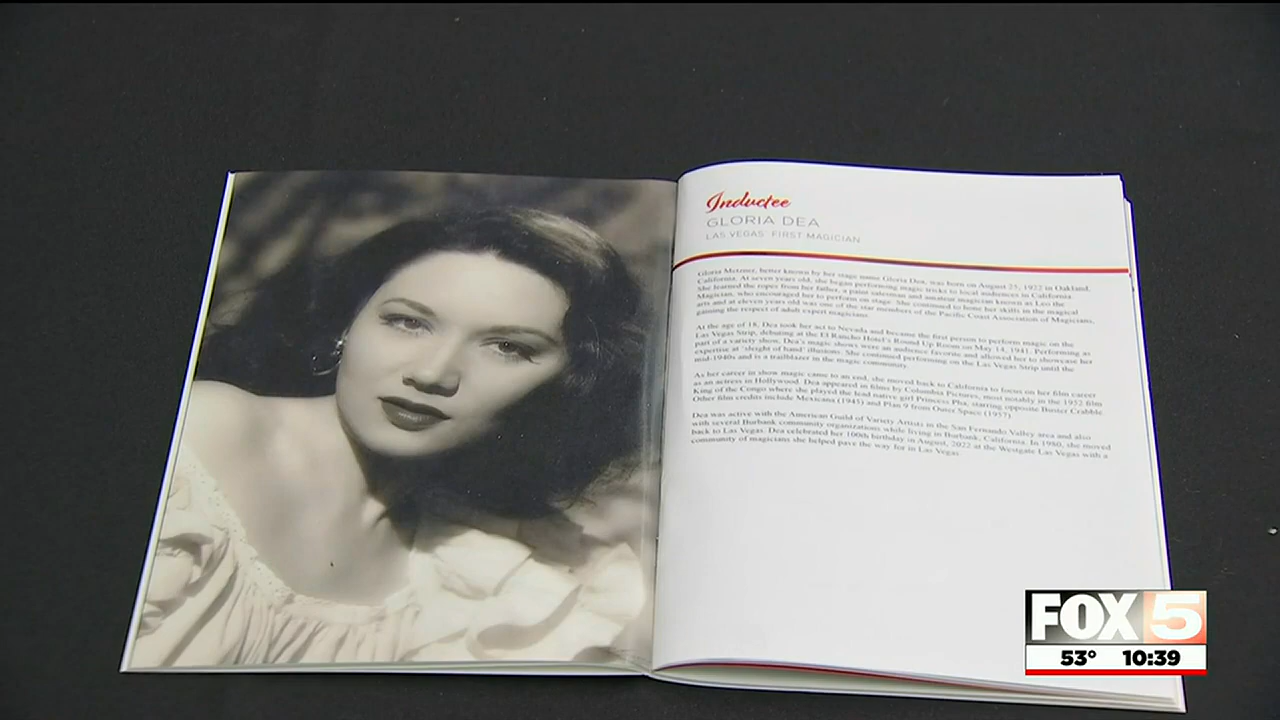 Inductee
GLORIA DEA
LAS VEGAS' FIRST MAGICIAN
Gloria Metzner, better known by her stage name Gloria Dea, was born on August 25, 1922 in Oakland,
California. At seven years old, she began performing magic tricks to local audiences in California.
She learned the ropes from her father, a paint salesman and amateur magician known as Leo the
Magician, who encouraged her to perform on stage. She continued to hone her skills in the magical
arts and at eleven years old was one of the star members of the Pacific Coast Association of Magicians,
gaining the respect of adult expert magicians.
At the age of 18, Dea took her act to Nevada and became the first person to perform magic on the
Las Vegas Strip, debuting at the El Rancho Hotel's Round Up Room on May 14, 1941. Performing as
part of a variety show, Dea's magic shows were an audience favorite and allowed her to showcase her
expertise at 'sleight of hand' illusions. She continued performing on the Las Vegas Strip until the
mid-1940s and is a trailblazer in the magic community.
As her career in show magic came to an end, she moved back to California to focus on her film career
as an actress in Hollywood. Dea appeared in films by Columbia Pictures, most notably in the 1952 film
King of the Congo where she played the lead native girl Princess Pha, starring opposite Buster Crabbe.
Other film credits include Mexicana (1945) and Plan 9 from Outer Space (1957).
Dea was active with the American Guild of Variety Artists in the San Fernando Valley area and also
with several Burbank community organizations while living in Burbank, California. In 1980, she moved
back to Las Vegas. Dea celebrated her 100th birthday in August, 2022 at the Westgate Las Vegas with a
community of magicians she helped pave the way for in Las Vegas.
FOX 5
53° 10:39